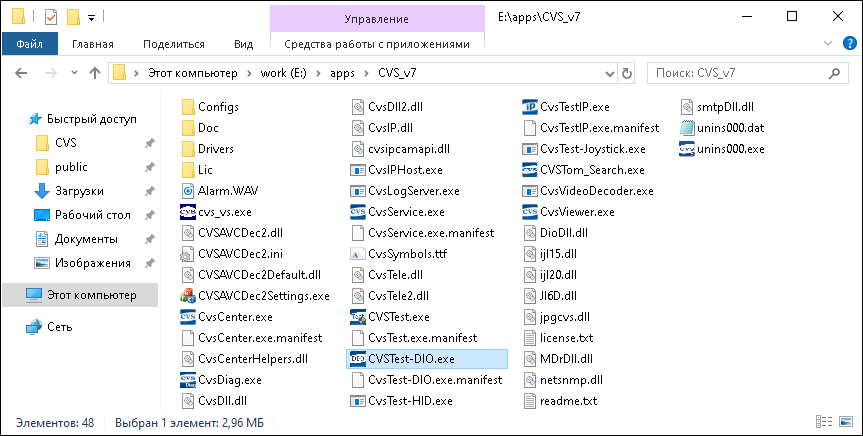 Управление
E:\apps\CVS_v7
Файл
Главная
Поделиться
Вид
Средства работы с приложениями
Этот компьютер
work (E:)
apps
CVS_v7
Поиск: CVS_v7
Быстрый доступ
CVS
public
Загрузки
Рабочий стол
Документы
Изображения
Этот компьютер
Сеть
Configs
Doc
Drivers
Lic
Alarm.WAV
cvs_vs.exe
CVSAVCDec2.dll
CVSAVCDec2.ini
CVSAVCDec2Default.dll
CVSAVCDec2Settings.exe
CvsCenter.exe
CvsCenter.exe.manifest
CvsCenterHelpers.dll
CvsDiag.exe
CvsDll.dll
CvsDll2.dll
CvsIP.dll
cvsipcamapi.dll
CvsIPHost.exe
CvsLogServer.exe
CvsService.exe
CvsService.exe.manifest
CvsSymbols.ttf
CvsTele.dll
CvsTele2.dll
CVSTest.exe
CvsTest.exe.manifest
CVSTest-DIO.exe
CvsTest-DIO.exe.manifest
CvsTest-HID.exe
CvsTestIP.exe
CvsTestIP.exe.manifest
CvsTest-Joystick.exe
CVSTom_Search.exe
CvsVideoDecoder.exe
CvsViewer.exe
DioDll.dll
ijl15.dll
ijl20.dll
JI6D.dll
jpgcvs.dll
license.txt
MDrDll.dll
netsnmp.dll
readme.txt
smtpDll.dll
unins000.dat
unins000.exe
Элементов: 48
Выбран 1 элемент: 2,96 МБ